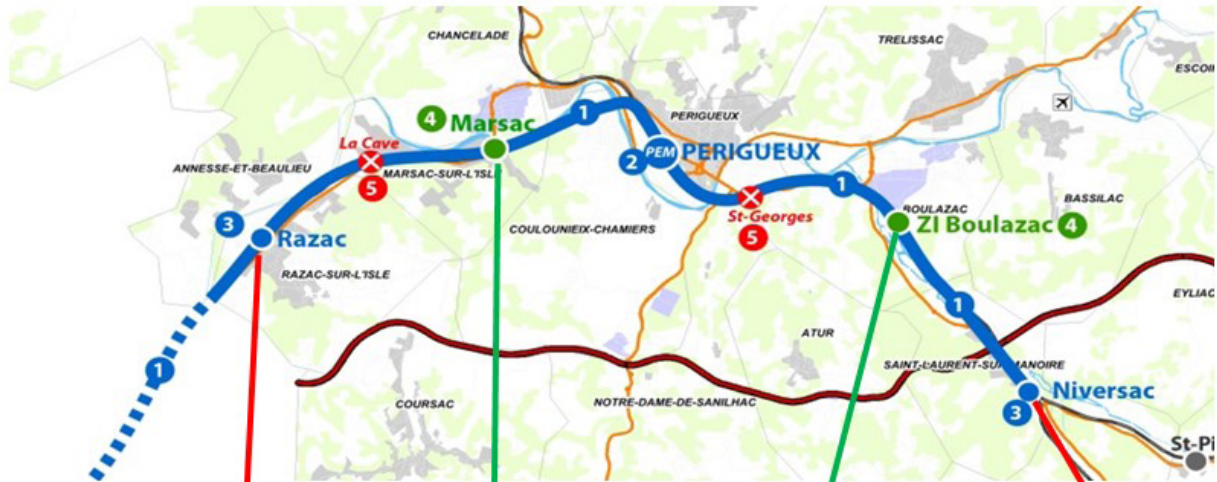 CHANCELADE
TRELISSAC
ESCOI
1
4 Marsac
PERIGUEUX
La Cave
2 PEM PERIGUEUX
ANNESSE-ET-BEAULIEU
MARSAC-SUR-L'ISLE
5
1
BASSILAC
St-Georges
BOULAZAC
3
Razac
COULOUNIEIX-CHAMIERS
5
ZI Boulazac 4
RAZAC-SUR-L'ISLE
EYLIAC
1
ATUR
1
SAINT-LAURENT-SUR-MANOIRE
COURSAC
NOTRE-DAME-DE-SANILHAC
Niversac
3
St-Pi